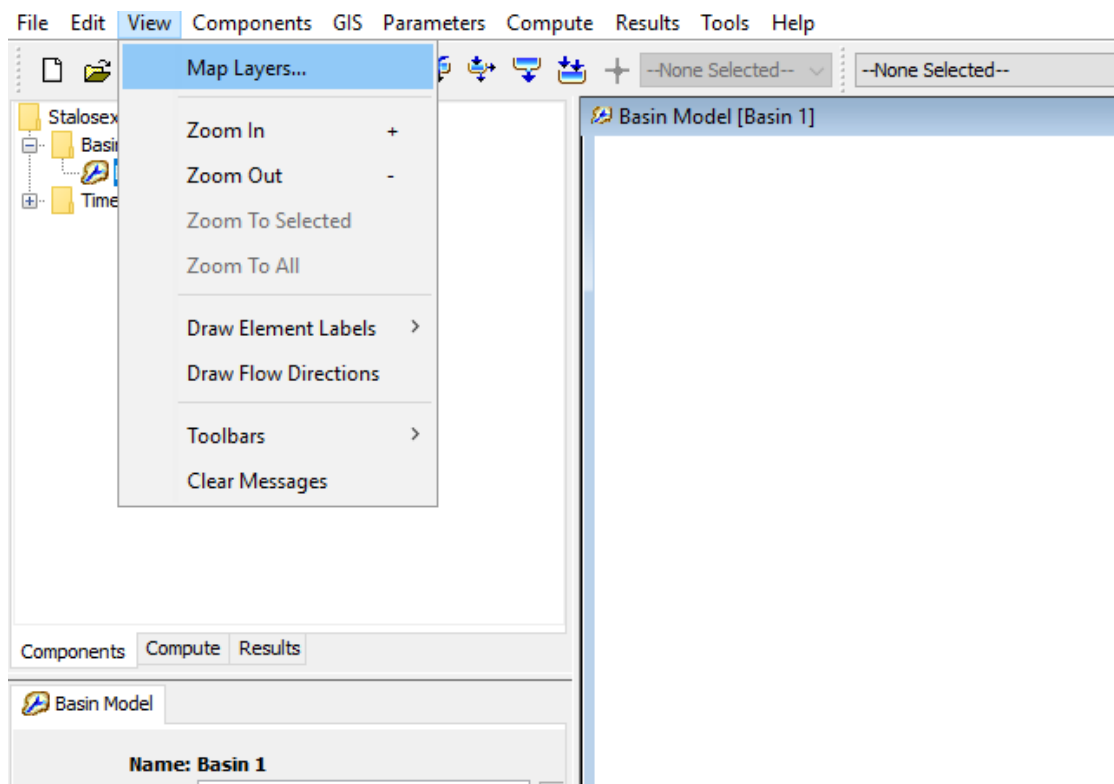 File Edit View Components GIS Parameters Compute Results Tools Help
--None Selected-- --None Selected--
Map Layers...
Zoom In +
Zoom Out -
Zoom To Selected
Zoom To All
Draw Element Labels >
Draw Flow Directions
Toolbars >
Clear Messages
Stalosex
Basi
Time
Basin Model [Basin 1]
Components Compute Results
Basin Model
Name: Basin 1